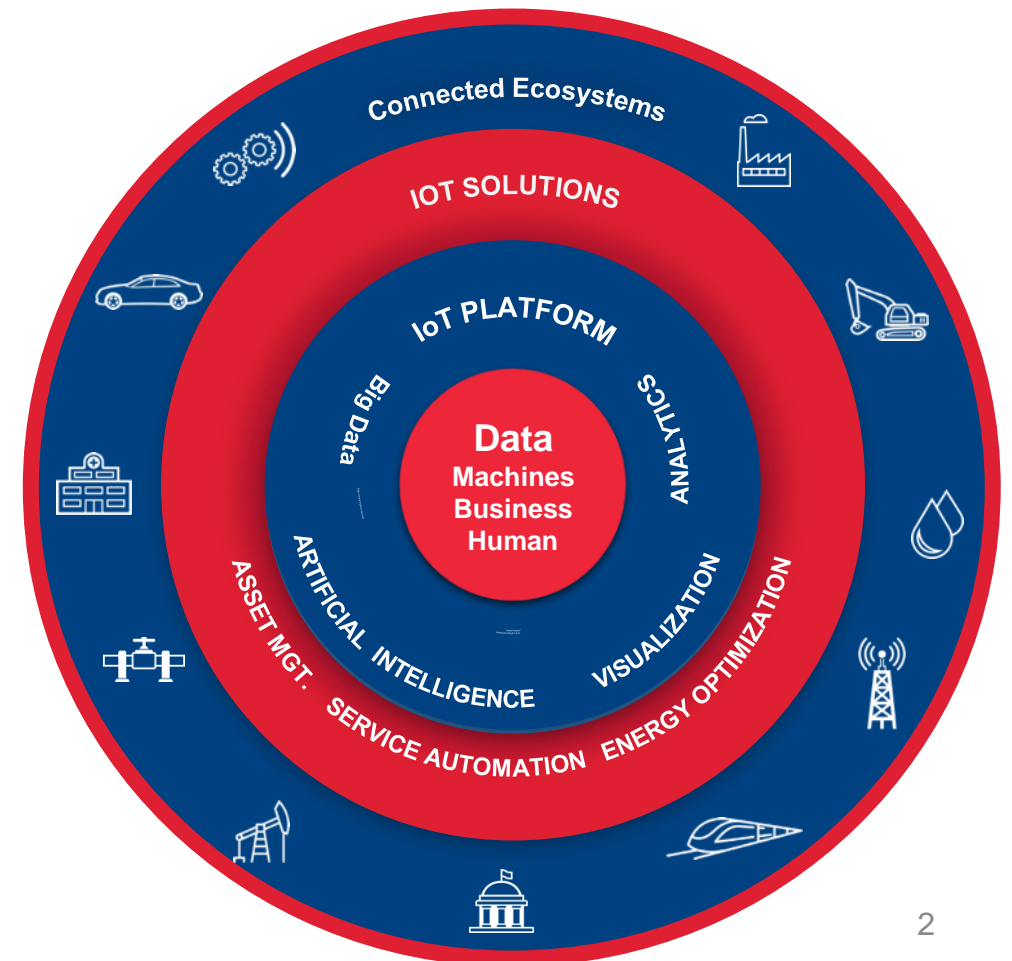 Connected Ecosystems
IOT SOLUTIONS
IoT PLATFORM
Big Data
ANALYTICS
Data
Machines
Business
Human
ARTIFICIAL INTELLIGENCE
VISUALIZATION
ASSET MGT.
SERVICE AUTOMATION
ENERGY OPTIMIZATION
2